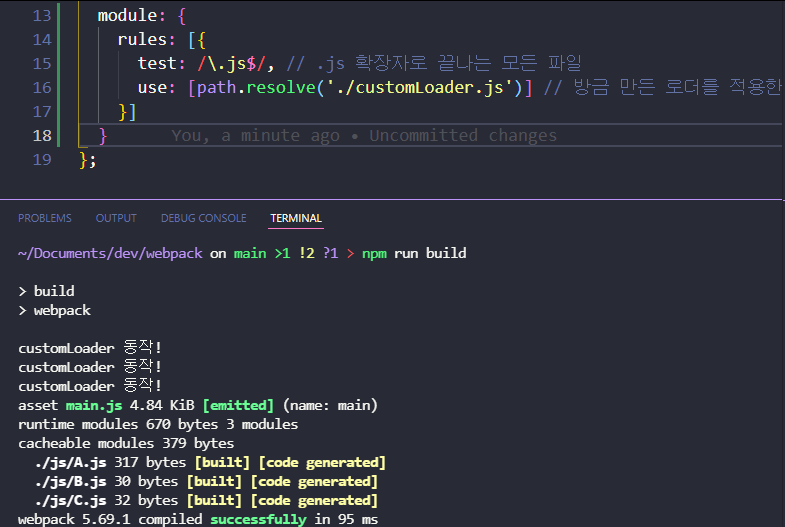 13 module: {
14 rules: [{
15 test: /\.js$/, // .js 확장자로 끝나는 모든 파일
16 use: [path.resolve('./customLoader.js')] // 방금 만든 로더를 적용한
17 }]
18 } You, a minute ago • Uncommitted changes
19 };
PROBLEMS OUTPUT DEBUG CONSOLE TERMINAL
~/Documents/dev/webpack on main >1 !2 ?1 > npm run build
> build
> webpack
customLoader 동작!
customLoader 동작!
customLoader 동작!
asset main.js 4.84 KiB [emitted] (name: main)
runtime modules 670 bytes 3 modules
cacheable modules 379 bytes
./js/A.js 317 bytes [built] [code generated]
./js/B.js 30 bytes [built] [code generated]
./js/C.js 32 bytes [built] [code generated]
webpack 5.69.1 compiled successfully in 95 ms